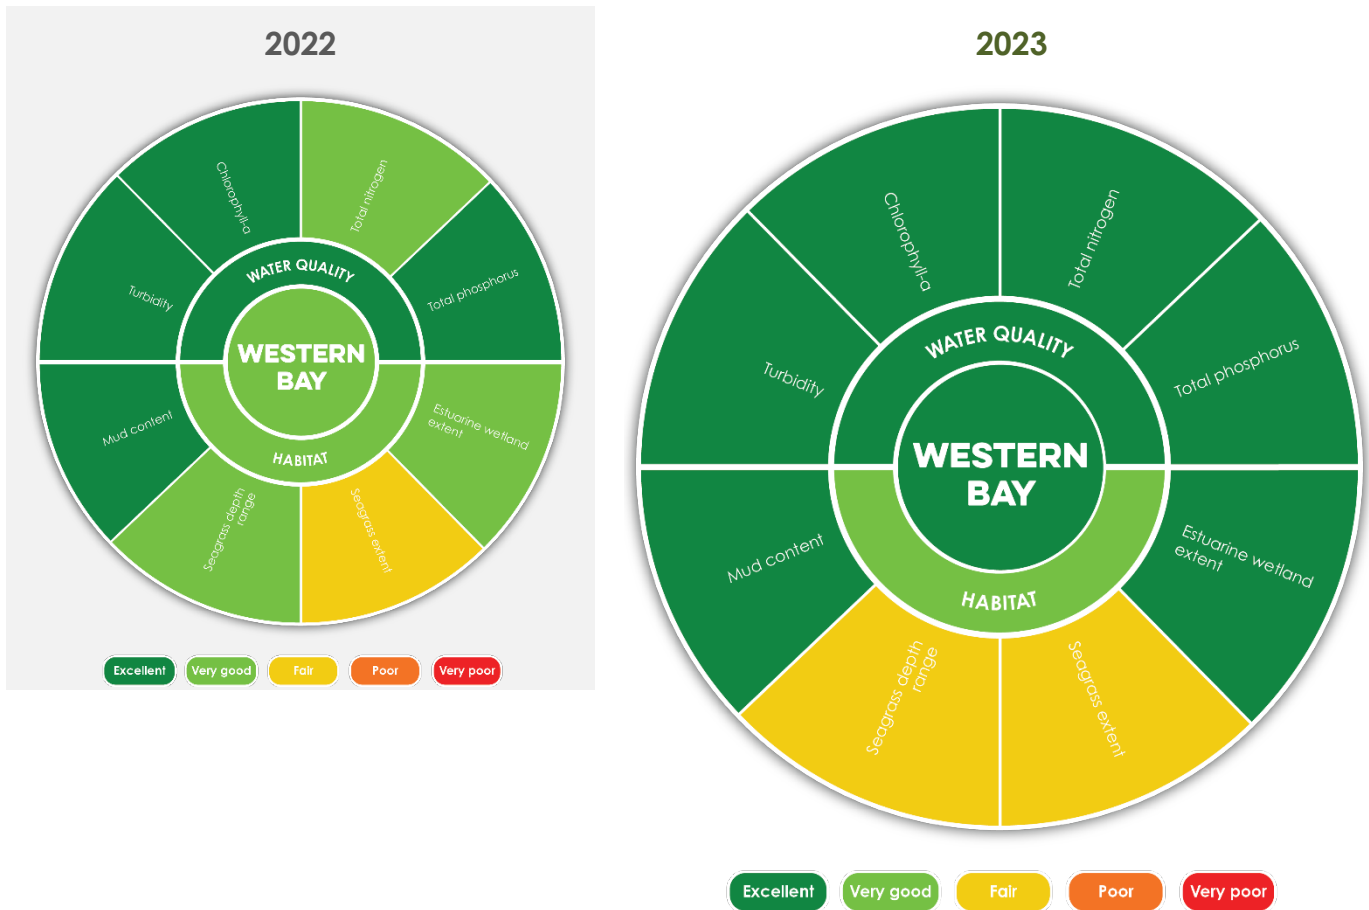 2022
Chlorophyll-a
Total nitrogen
Turbidity
Total phosphorus
WATER QUALITY
WESTERN
BAY
HABITAT
Mud content
Estuarine wetland
extent
Seagrass depth
range
Seagrass extent
Excellent
Very good
Fair
Poor
Very poor
2023
Chlorophyll-a
Total nitrogen
Turbidity
Total phosphorus
WATER QUALITY
WESTERN
BAY
HABITAT
Mud content
Estuarine wetland
extent
Seagrass depth
range
Seagrass extent
Excellent
Very good
Fair
Poor
Very poor